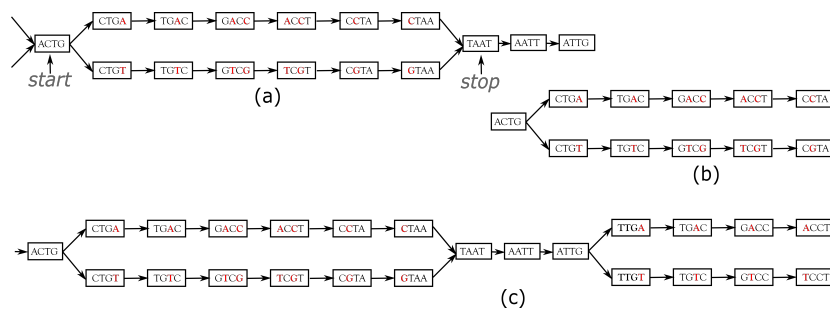 CTGA TGAC GACC ACCT CCTA CTAA
ACTG TAAT AATT ATTG
CTGT TGTC GTCG TCGT CGTA GTAA
start (a) stop
CTGA TGAC GACC ACCT CCTA
ACTG
CTGT TGTC GTCG TCGT CGTA
(b)
CTGA TGAC GACC ACCT CCTA CTAA TTGA TGAC GACC ACCT
ACTG TAAT AATT ATTG
CTGT TGTC GTCG TCGT CGTA GTAA TTGT TGTC GTCC TCCT
(c)